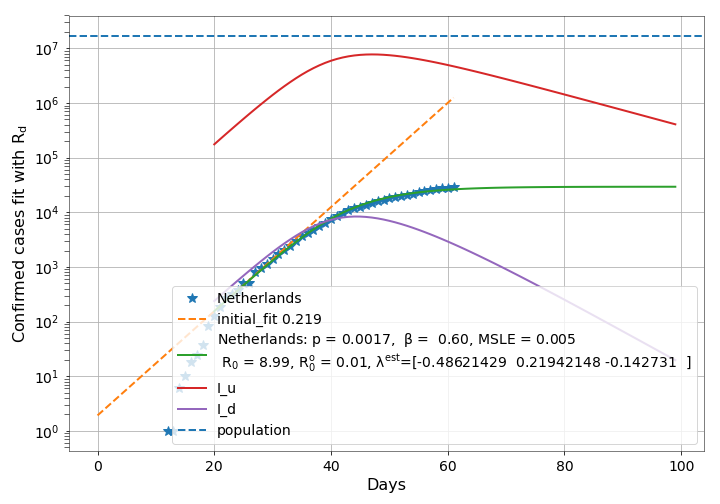 Confirmed cases fit with R_d
10^7
10^6
10^5
10^4
10^3
10^2
10^1
10^0
Netherlands
initial_fit 0.219
Netherlands: p = 0.0017,  β =  0.60, MSLE = 0.005
R_0 = 8.99, R_0^o = 0.01, λ^est=[-0.48621429  0.21942148 -0.142731  ]
I_u
I_d
population
0 20 40 60 80 100
Days